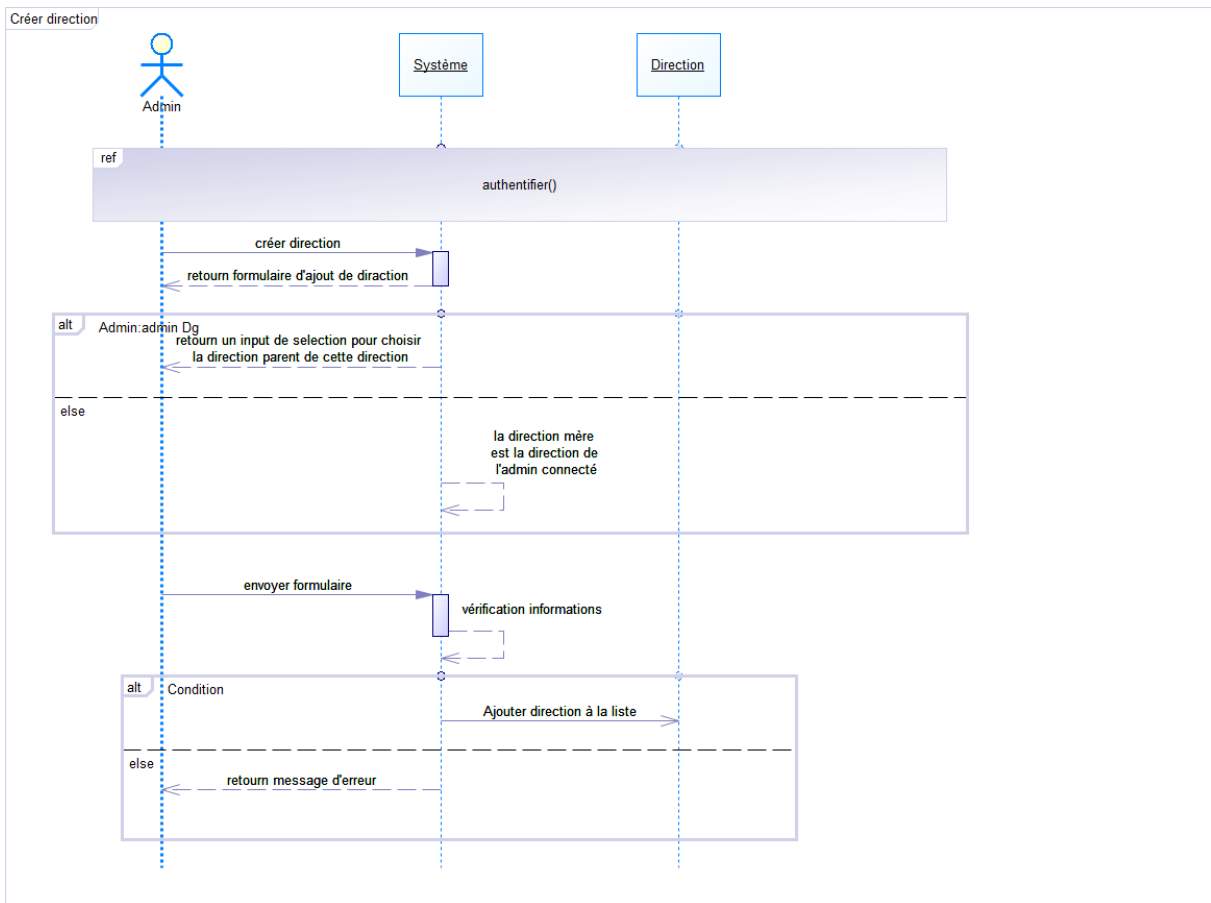 Créer direction
Système
Direction
Admin
ref
authentifier()
créer direction
retourn formulaire d'ajout de diraction
alt
Admin:admin Dg
retourn un input de selection pour choisir
la direction parent de cette direction
else
la direction mère
est la direction de
l'admin connecté
envoyer formulaire
vérification informations
alt
Condition
Ajouter direction à la liste
else
retourn message d'erreur